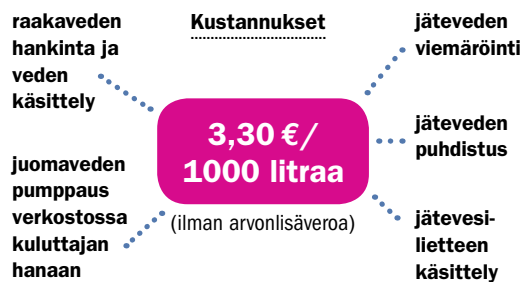 Kustannukset
raakaveden
hankinta ja
veden
käsittely
juomaveden
pumppaus
verkostossa
kuluttajan
hanaan
3,30 €/
1000 litraa
(ilman arvonlisäveroa)
jäteveden
viemäröinti
jäteveden
puhdistus
jätevesi-
lietteen
käsittely